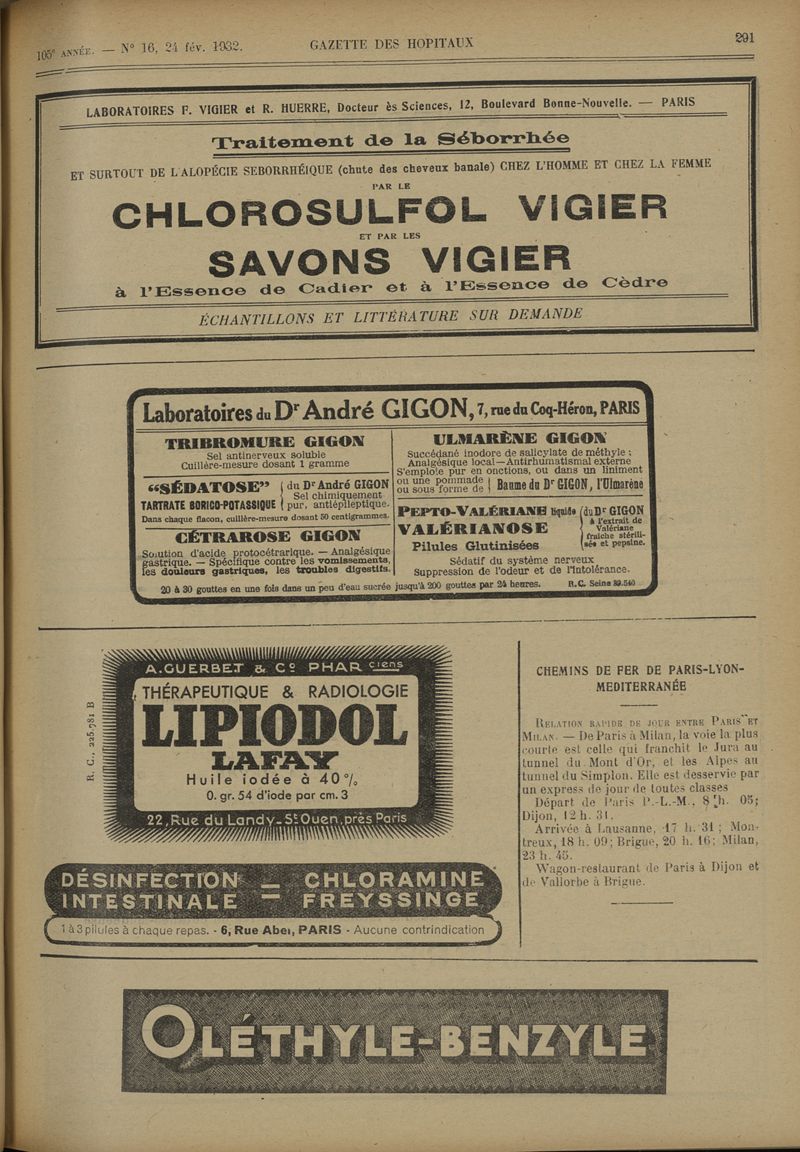 105e ANNÉE. — N° 16, 24 fév. 1932.
GAZETTE DES HOPITAUX
291
LABORATOIRES F. VIGIER et R. HUERRE, Docteur ès Sciences, 12, Boulevard Bonne-Nouvelle. — PARIS
Traitement de la Séborrhée
ET SURTOUT DE L'ALOPÉCIE SEBORRHÉIQUE (chute des cheveux banale) CHEZ L'HOMME ET CHEZ LA FEMME
PAR LE
CHLOROSULFOL VIGIER
ET PAR LES
SAVONS VIGIER
à l'Essence de Cadier et à l'Essence de Cèdre
ÉCHANTILLONS ET LITTÉRATURE SUR DEMANDE
Laboratoires du Dr André GIGON, 7, rue du Coq-Héron, PARIS
TRIBROMURE GIGON
Sel antinerveux soluble
Cuillère-mesure dosant 1 gramme
"SÉDATOSE" du Dr André GIGON
Sel chimiquement
TARTRATE BORICO-POTASSIQUE pur, antiépileptique.
Dans chaque flacon, cuillère-mesure dosant 50 centigrammes.
CÉTRAROSE GIGON
Solution d'acide protocétrarique. — Analgésique
gastrique. — Spécifique contre les vomissements,
les douleurs gastriques, les troubles digestifs.
ULMARÈNE GIGON
Succédané inodore de salicylate de méthyle :
Analgésique local — Antirhumatismal externe
S'emploie pur en onctions, ou dans un liniment
ou une pommade
ou sous forme de Baume du Dr GIGON, l'Ulmarène
PEPTO-VALÉRIANE liquide du Dr GIGON
à l'extrait de
VALÉRIANOSE Valériane
fraîche stérili-
Pilules Glutinisées sée et pepsine.
Sédatif du système nerveux
Suppression de l'odeur et de l'intolérance.
20 à 30 gouttes en une fois dans un peu d'eau sucrée jusqu'à 200 gouttes par 24 heures. R.C. Seine 89.540
R. C., 225.781 B
A.GUERBET & Co PHARciens
THÉRAPEUTIQUE & RADIOLOGIE
LIPIODOL
LAFAY
Huile iodée à 40%
0. gr. 54 d'iode par cm. 3
22, Rue du Landy_St Ouen, près Paris
DÉSINFECTION — CHLORAMINE
INTESTINALE = FREYSSINGE
1 à 3 pilules à chaque repas. - 6, Rue Abel, PARIS - Aucune contrindication
CHEMINS DE FER DE PARIS-LYON-
MEDITERRANÉE
RELATION RAPIDE DE JOUR ENTRE PARIS ET
MILAN. — De Paris à Milan, la voie la plus
courte est celle qui franchit le Jura au
tunnel du Mont d'Or, et les Alpes au
tunnel du Simplon. Elle est desservie par
un express de jour de toutes classes
Départ de Paris P.-L.-M., 8 h. 05;
Dijon, 12 h. 31.
Arrivée à Lausanne, 17 h. 31 ; Mon-
treux, 18 h. 09; Brigue, 20 h. 16; Milan,
23 h. 45.
Wagon-restaurant de Paris à Dijon et
de Vallorbe à Brigue.
OLÉTHYLE-BENZYLE